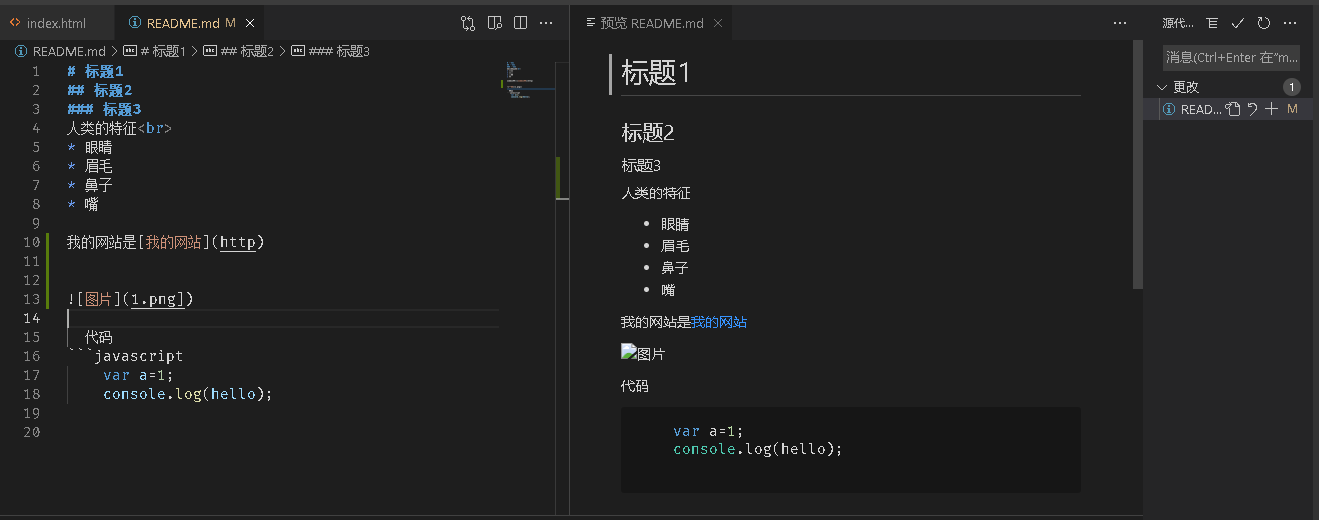 index.html
README.md M
README.md > # 标题1 > ## 标题2 > ### 标题3
1 # 标题1
2 ## 标题2
3 ### 标题3
4 人类的特征<br>
5 * 眼睛
6 * 眉毛
7 * 鼻子
8 * 嘴
9
10 我的网站是[我的网站](http)
11
12
13 ![图片](1.png])
14
15 代码
16 ```javascript
17 var a=1;
18 console.log(hello);
19
20
预览 README.md
标题1
标题2
标题3
人类的特征
• 眼睛
• 眉毛
• 鼻子
• 嘴
我的网站是我的网站
图片
代码
var a=1;
console.log(hello);
源代...
消息(Ctrl+Enter 在"m...
更改 1
READ... M